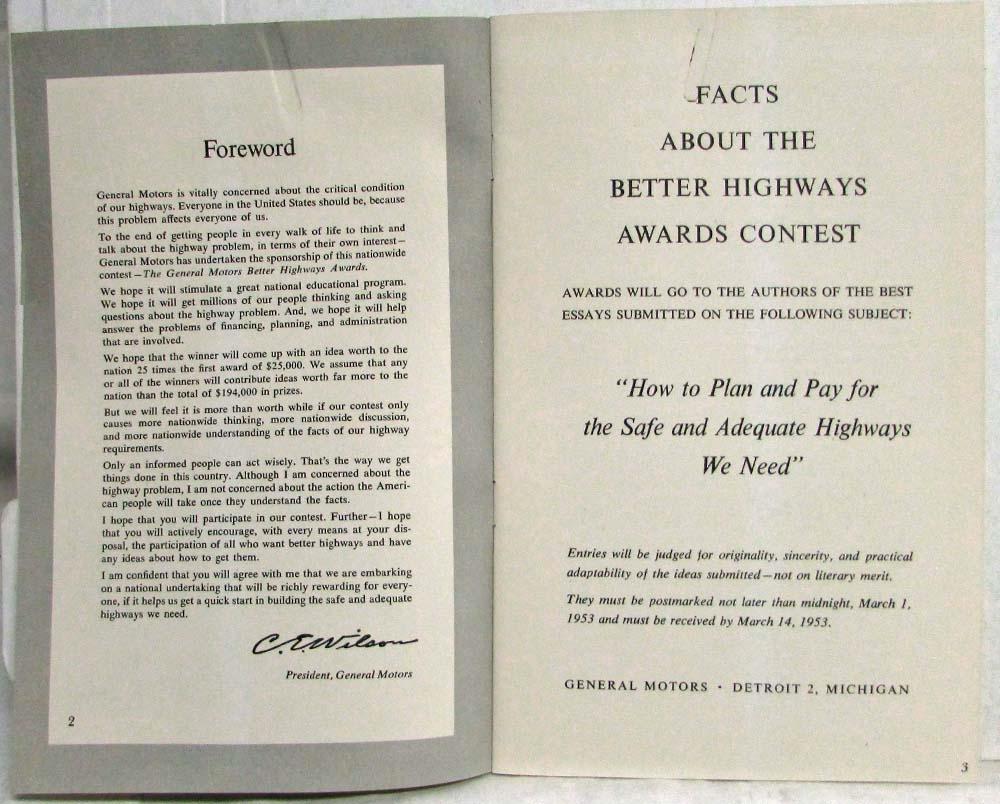 Foreword
General Motors is vitally concerned about the critical condition
of our highways. Everyone in the United States should be, because
this problem affects everyone of us.
To the end of getting people in every walk of life to think and
talk about the highway problem, in terms of their own interest—
General Motors has undertaken the sponsorship of this nationwide
contest—The General Motors Better Highways Awards.
We hope it will stimulate a great national educational program.
We hope it will get millions of our people thinking and asking
questions about the highway problem. And, we hope it will help
answer the problems of financing, planning, and administration
that are involved.
We hope that the winner will come up with an idea worth to the
nation 25 times the first award of $25,000. We assume that any
or all of the winners will contribute ideas worth far more to the
nation than the total of $194,000 in prizes.
But we will feel it is more than worth while if our contest only
causes more nationwide thinking, more nationwide discussion,
and more nationwide understanding of the facts of our highway
requirements.
Only an informed people can act wisely. That's the way we get
things done in this country. Although I am concerned about the
highway problem, I am not concerned about the action the Ameri-
can people will take once they understand the facts.
I hope that you will participate in our contest. Further—I hope
that you will actively encourage, with every means at your dis-
posal, the participation of all who want better highways and have
any ideas about how to get them.
I am confident that you will agree with me that we are embarking
on a national undertaking that will be richly rewarding for every-
one, if it helps us get a quick start in building the safe and adequate
highways we need.
C. E. Wilson
President, General Motors
2
FACTS
ABOUT THE
BETTER HIGHWAYS
AWARDS CONTEST
AWARDS WILL GO TO THE AUTHORS OF THE BEST
ESSAYS SUBMITTED ON THE FOLLOWING SUBJECT:
"How to Plan and Pay for
the Safe and Adequate Highways
We Need"
Entries will be judged for originality, sincerity, and practical
adaptability of the ideas submitted—not on literary merit.
They must be postmarked not later than midnight, March 1,
1953 and must be received by March 14, 1953.
GENERAL MOTORS • DETROIT 2, MICHIGAN
3